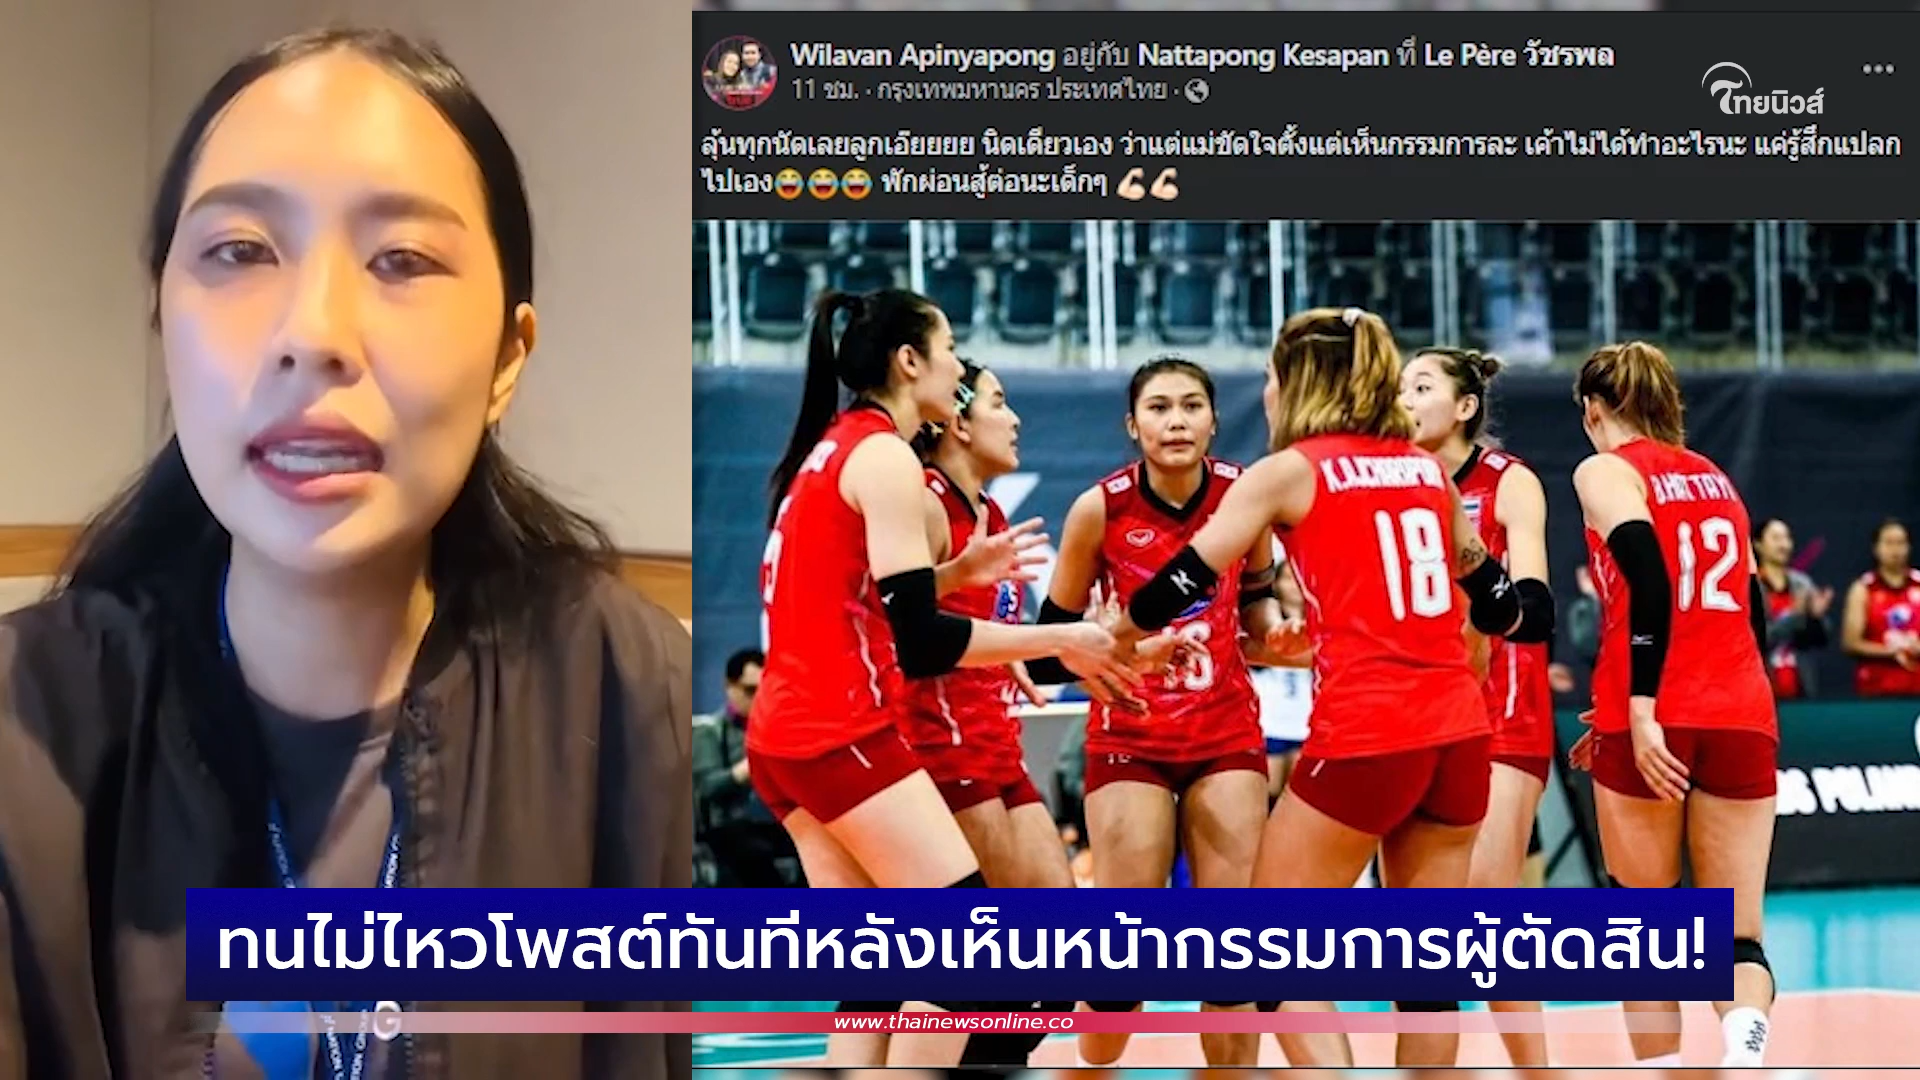 Wilavan Apinyapong อยู่กับ Nattapong Kesapan ที่ Le Père วัชรพล
11 ชม. · กรุงเทพมหานคร ประเทศไทย ·
ไทยนิวส์
ลุ้นทุกนัดเลยลูกเอ้ยยยย นิดเดียวเอง ว่าแต่แม่ขัดใจตั้งแต่เห็นกรรมการละ เค้าไม่ได้ทำอะไรนะ แค่รู้สึกแปลก
ไปเอง😂😂😂 พักผ่อนสู้ต่อนะเด็กๆ 💪🏻💪🏻
18
12
ทนไม่ไหวโพสต์ทันทีหลังเห็นหน้ากรรมการผู้ตัดสิน!
www.thainewsonline.co